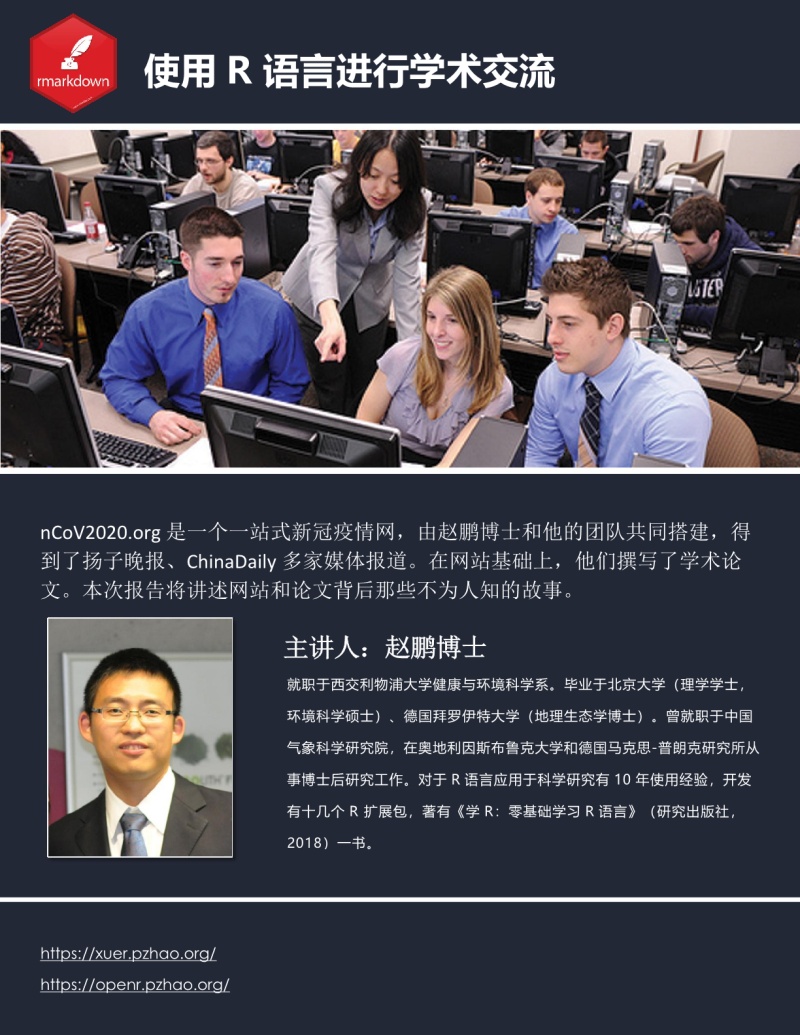 rmarkdown
使用 R 语言进行学术交流
nCoV2020.org 是一个一站式新冠疫情网，由赵鹏博士和他的团队共同搭建，得
到了扬子晚报、ChinaDaily 多家媒体报道。在网站基础上，他们撰写了学术论
文。本次报告将讲述网站和论文背后那些不为人知的故事。
主讲人：赵鹏博士
就职于西交利物浦大学健康与环境科学系。毕业于北京大学（理学学士，
环境科学硕士）、德国拜罗伊特大学（地理生态学博士）。曾就职于中国
气象科学研究院，在奥地利因斯布鲁克大学和德国马克思-普朗克研究所从
事博士后研究工作。对于 R 语言应用于科学研究有 10 年使用经验，开发
有十几个 R 扩展包，著有《学 R：零基础学习 R 语言》（研究出版社，
2018）一书。
https://xuer.pzhao.org/
https://openr.pzhao.org/